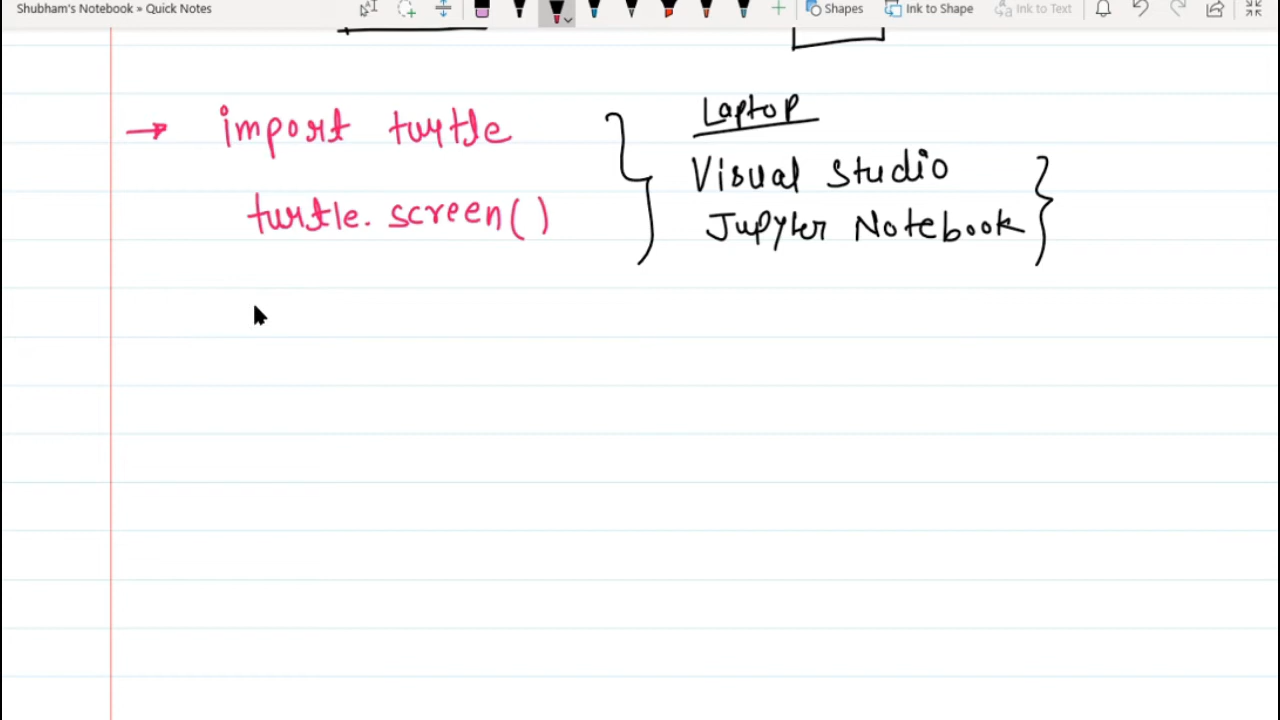 Shubham's Notebook » Quick Notes
Shapes
Ink to Shape
Ink to Text
→ import turtle
turtle. screen()
Laptop
Visual studio
Jupyter Notebook